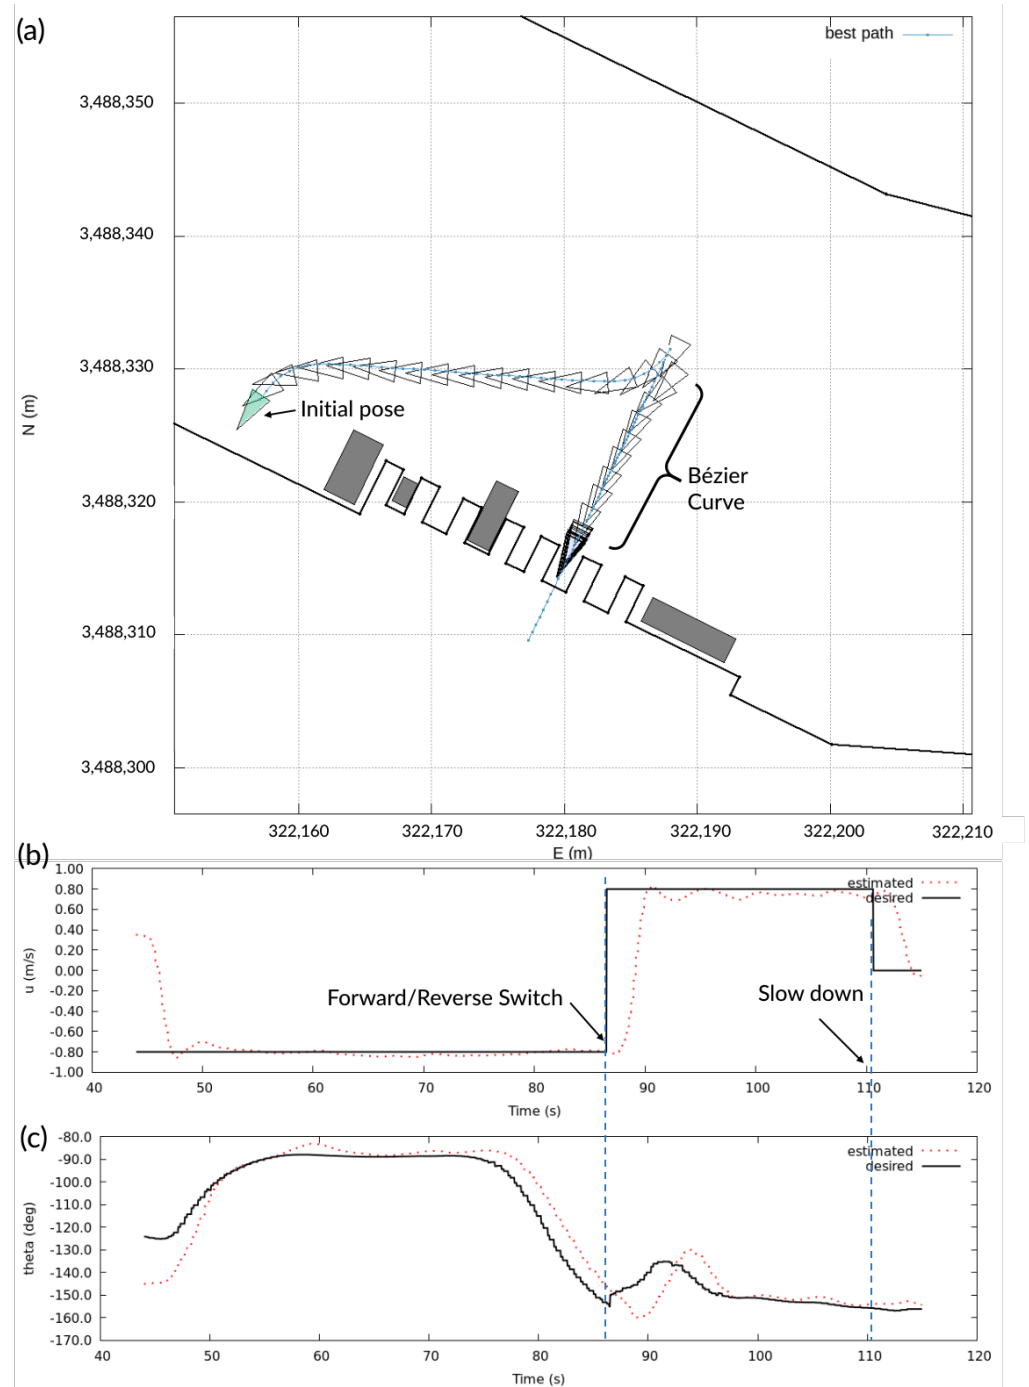 (a)
best path
3,488,350
3,488,340
3,488,330
3,488,320
3,488,310
3,488,300
N (m)
Initial pose
Bézier
Curve
322,160 322,170 322,180 322,190 322,200 322,210
E (m)
(b)
1.00
0.80
0.60
0.40
0.20
0.00
-0.20
-0.40
-0.60
-0.80
-1.00
u (m/s)
estimated
desired
Forward/Reverse Switch
Slow down
40 50 60 70 80 90 100 110 120
Time (s)
(c)
-80.0
-90.0
-100.0
-110.0
-120.0
-130.0
-140.0
-150.0
-160.0
-170.0
theta (deg)
estimated
desired
40 50 60 70 80 90 100 110 120
Time (s)